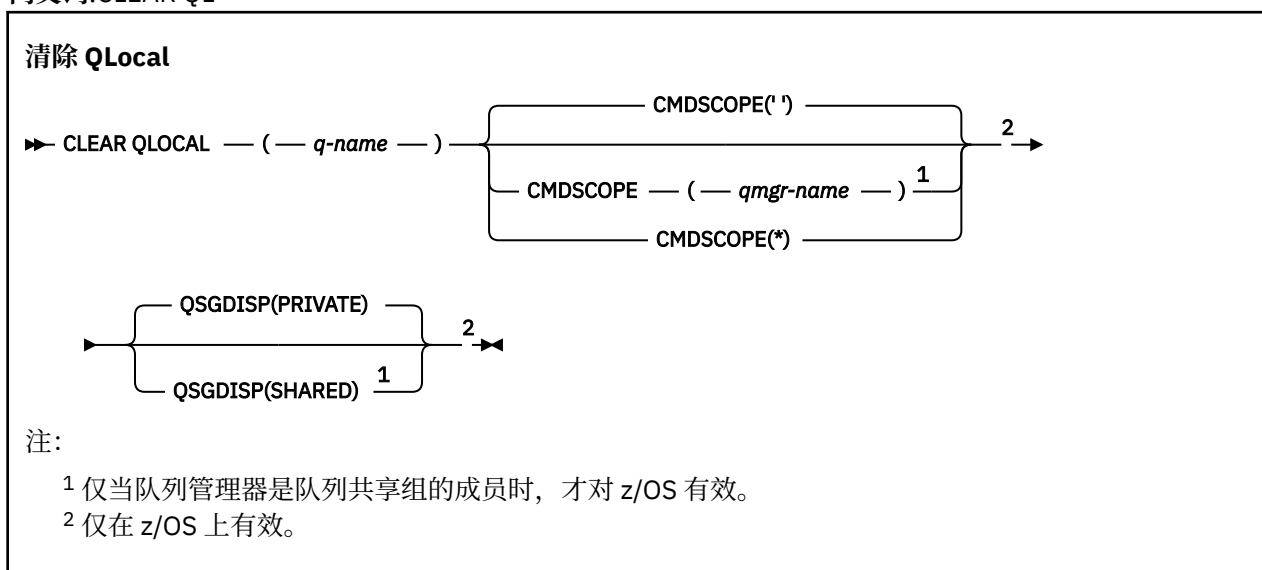 清除 QLocal
CMDSCOPE(' ')
CLEAR QLOCAL ( q-name ) 2
CMDSCOPE ( qmgr-name ) 1
CMDSCOPE(*)
QSGDISP(PRIVATE)
2
QSGDISP(SHARED) 1
注：
1 仅当队列管理器是队列共享组的成员时，才对 z/OS 有效。
2 仅在 z/OS 上有效。